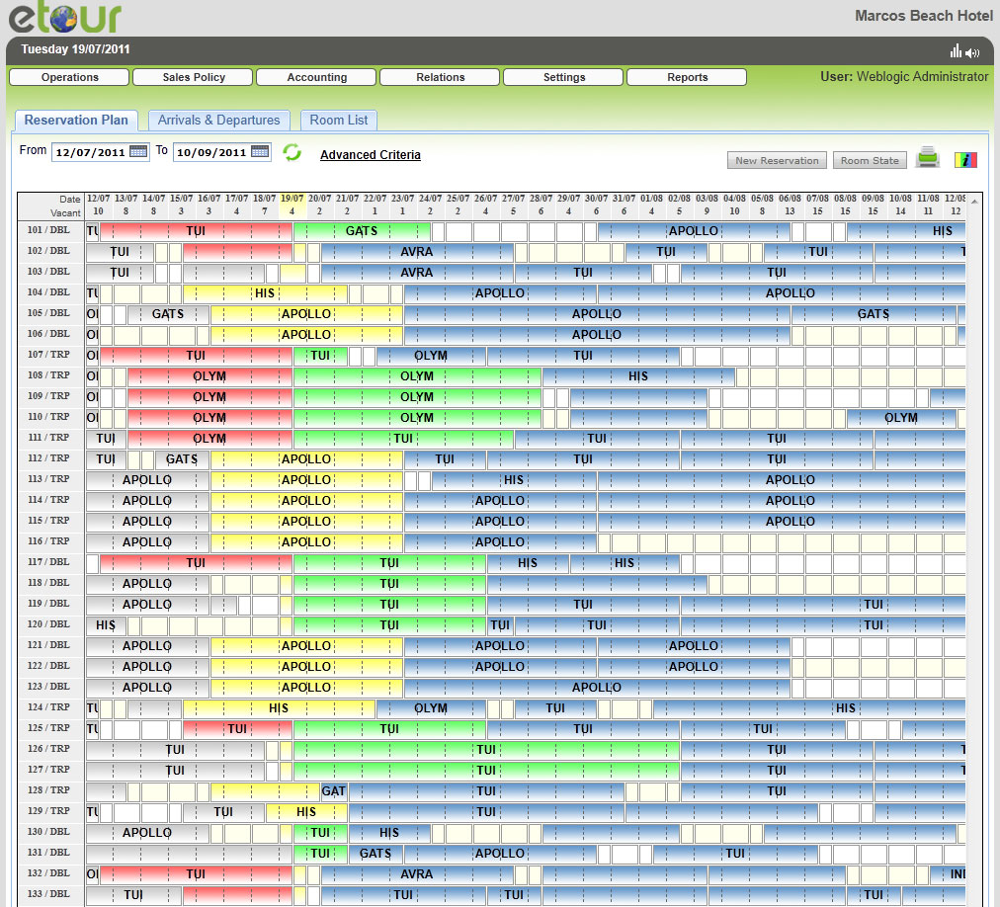 etour
Marcos Beach Hotel
Tuesday 19/07/2011
Operations Sales Policy Accounting Relations Settings Reports User: Weblogic Administrator
Reservation Plan Arrivals & Departures Room List
From 12/07/2011 To 10/09/2011 Advanced Criteria New Reservation Room State i
Date 12/07 13/07 14/07 15/07 16/07 17/07 18/07 19/07 20/07 21/07 22/07 23/07 24/07 25/07 26/07 27/07 28/07 29/07 30/07 31/07 01/08 02/08 03/08 04/08 05/08 06/08 07/08 08/08 09/08 10/08 11/08 12/08
Vacant 10 8 8 3 3 4 7 4 2 2 1 1 2 2 4 5 6 4 6 6 4 5 4 10 8 13 15 15 15 14 11 12
101 / DBL TU TUI GATS APOLLO HIS
102 / DBL TUI AVRA TUI TUI T
103 / DBL TUI AVRA TUI TUI
104 / DBL TU HIS APOLLO APOLLO
105 / DBL OI GATS APOLLO APOLLO GATS
106 / DBL OI APOLLO APOLLO
107 / TRP OI TUI TUI OLYM TUI
108 / TRP OI OLYM OLYM HIS
109 / TRP OI OLYM OLYM
110 / TRP OI OLYM OLYM OLYM
111 / TRP TUI OLYM TUI TUI TUI
112 / TRP TUI GATS APOLLO TUI TUI TUI
113 / TRP APOLLO APOLLO HIS APOLLO
114 / TRP APOLLO APOLLO APOLLO APOLLO
115 / TRP APOLLO APOLLO APOLLO APOLLO
116 / TRP APOLLO APOLLO APOLLO
117 / DBL TUI TUI HIS HIS
118 / DBL APOLLO TUI
119 / DBL APOLLO TUI TUI TUI
120 / DBL HIS TUI TUI TUI TUI
121 / DBL APOLLO APOLLO APOLLO APOLLO
122 / DBL APOLLO APOLLO APOLLO APOLLO
123 / DBL APOLLO APOLLO APOLLO
124 / TRP TU HIS OLYM TUI HIS
125 / TRP TU TUI TUI TUI TUI
126 / TRP TUI TUI TUI T
127 / TRP TUI TUI TUI T
128 / TRP GAT TUI TUI
129 / TRP TU TUI HIS TUI
130 / DBL APOLLO TUI HIS
131 / DBL TUI GATS APOLLO TUI
132 / DBL OI TUI AVRA IND
133 / DBL TUI TUI TUI TUI